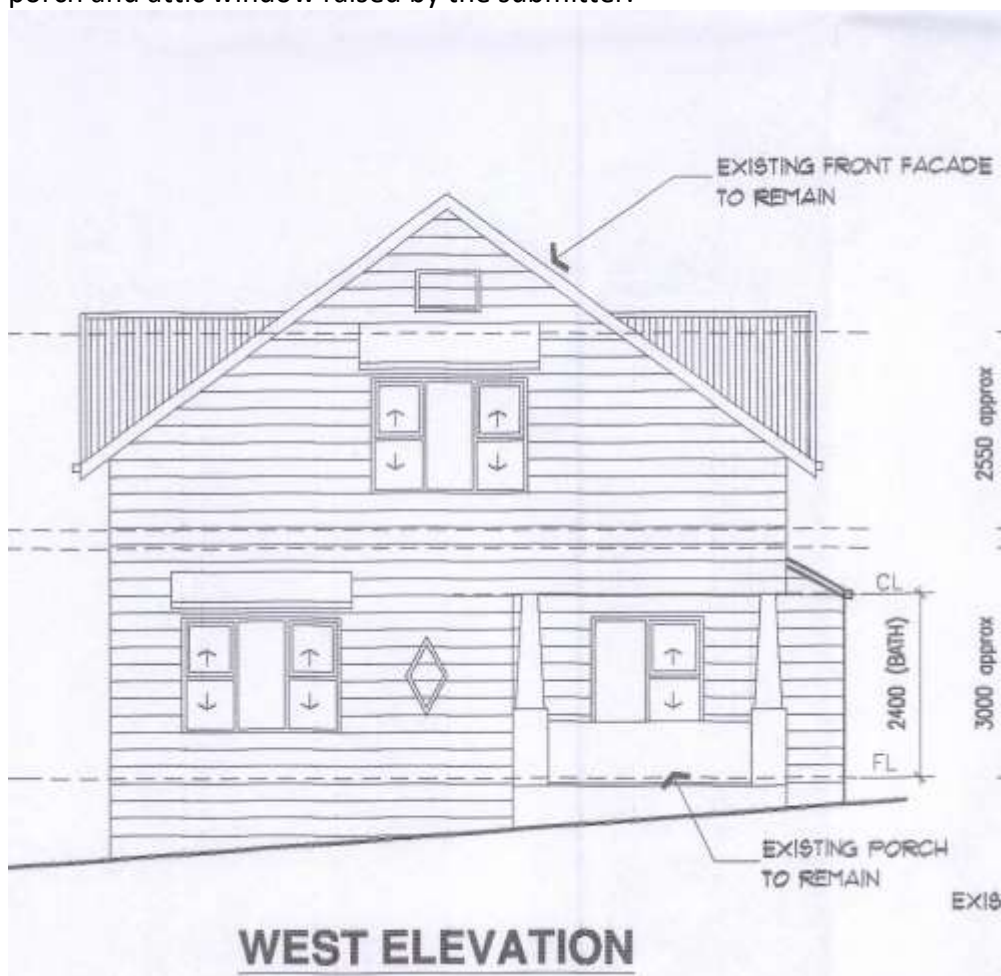 porch and attic window raised by the submitter.
EXISTING FRONT FACADE
TO REMAIN
2550 approx
CL
2400 (BATH)
3000 approx
FL
EXISTING PORCH
TO REMAIN
EXIS
WEST ELEVATION